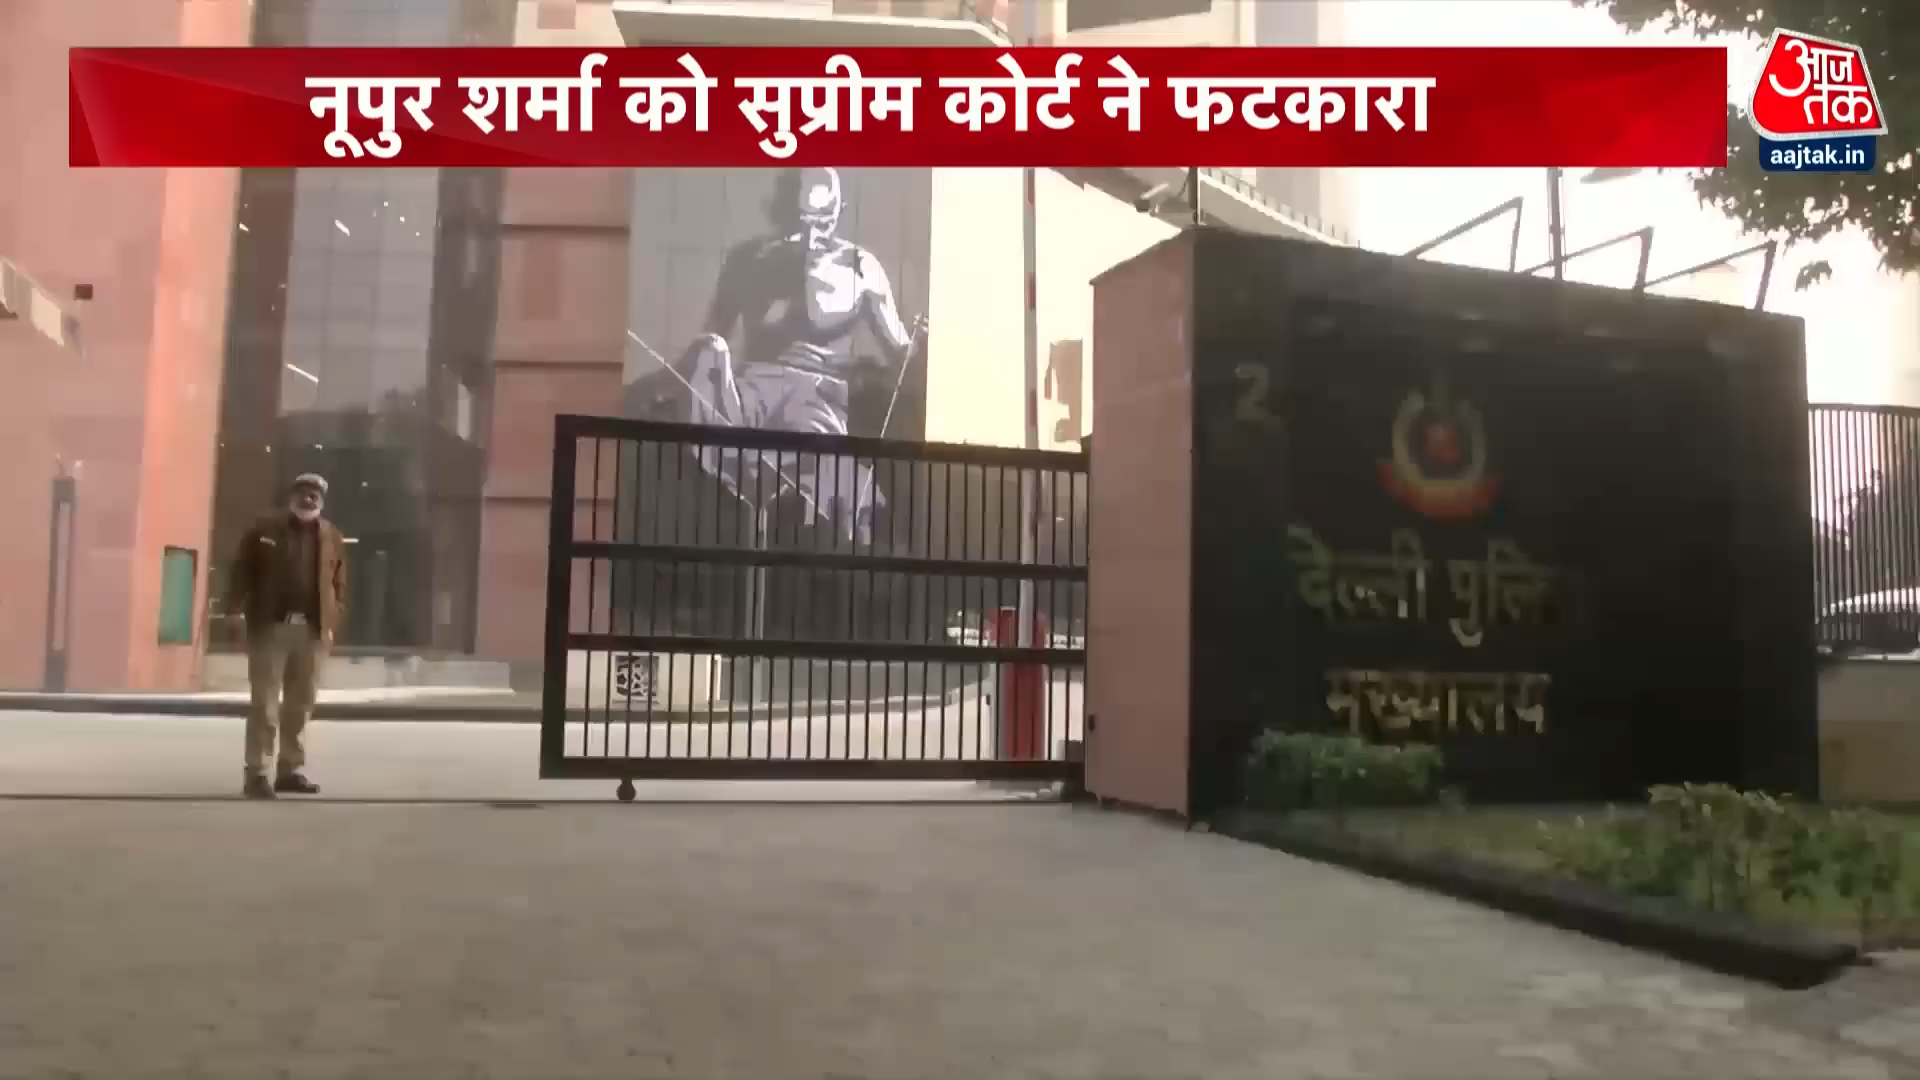 नूपुर शर्मा को सुप्रीम कोर्ट ने फटकारा
आज
तक
aajtak.in
2
दिल्ली पुलिस
मुख्यालय